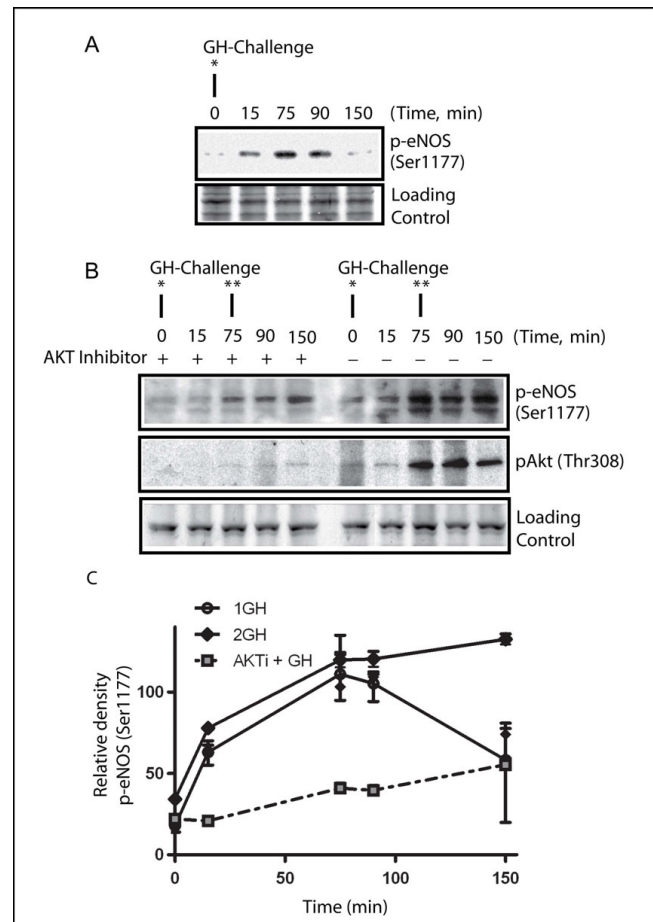 A
GH-Challenge
*
0 15 75 90 150 (Time, min)
p-eNOS
(Ser1177)
Loading
Control
B
GH-Challenge GH-Challenge
* ** * **
0 15 75 90 150 0 15 75 90 150 (Time, min)
AKT Inhibitor + + + + + – – – – –
p-eNOS
(Ser1177)
pAkt (Thr308)
Loading
Control
C
1GH
2GH
AKTi + GH
Relative density
p-eNOS (Ser1177)
100
50
0
0 50 100 150
Time (min)